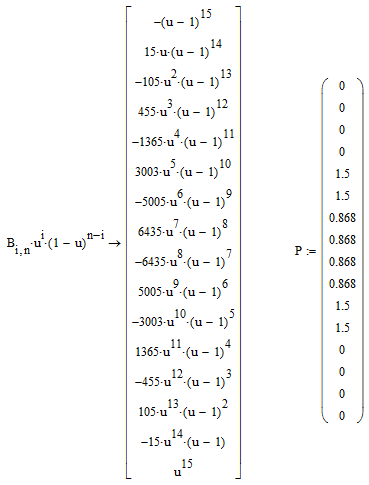 -(u - 1)^15
15·u·(u - 1)^14
-105·u^2·(u - 1)^13
455·u^3·(u - 1)^12
-1365·u^4·(u - 1)^11
3003·u^5·(u - 1)^10
-5005·u^6·(u - 1)^9
6435·u^7·(u - 1)^8
B_{i,n}·u^i·(1 - u)^{n-i} →
-6435·u^8·(u - 1)^7
5005·u^9·(u - 1)^6
-3003·u^10·(u - 1)^5
1365·u^11·(u - 1)^4
-455·u^12·(u - 1)^3
105·u^13·(u - 1)^2
-15·u^14·(u - 1)
u^15
P :=
0
0
0
0
1.5
1.5
0.868
0.868
0.868
0.868
1.5
1.5
0
0
0
0